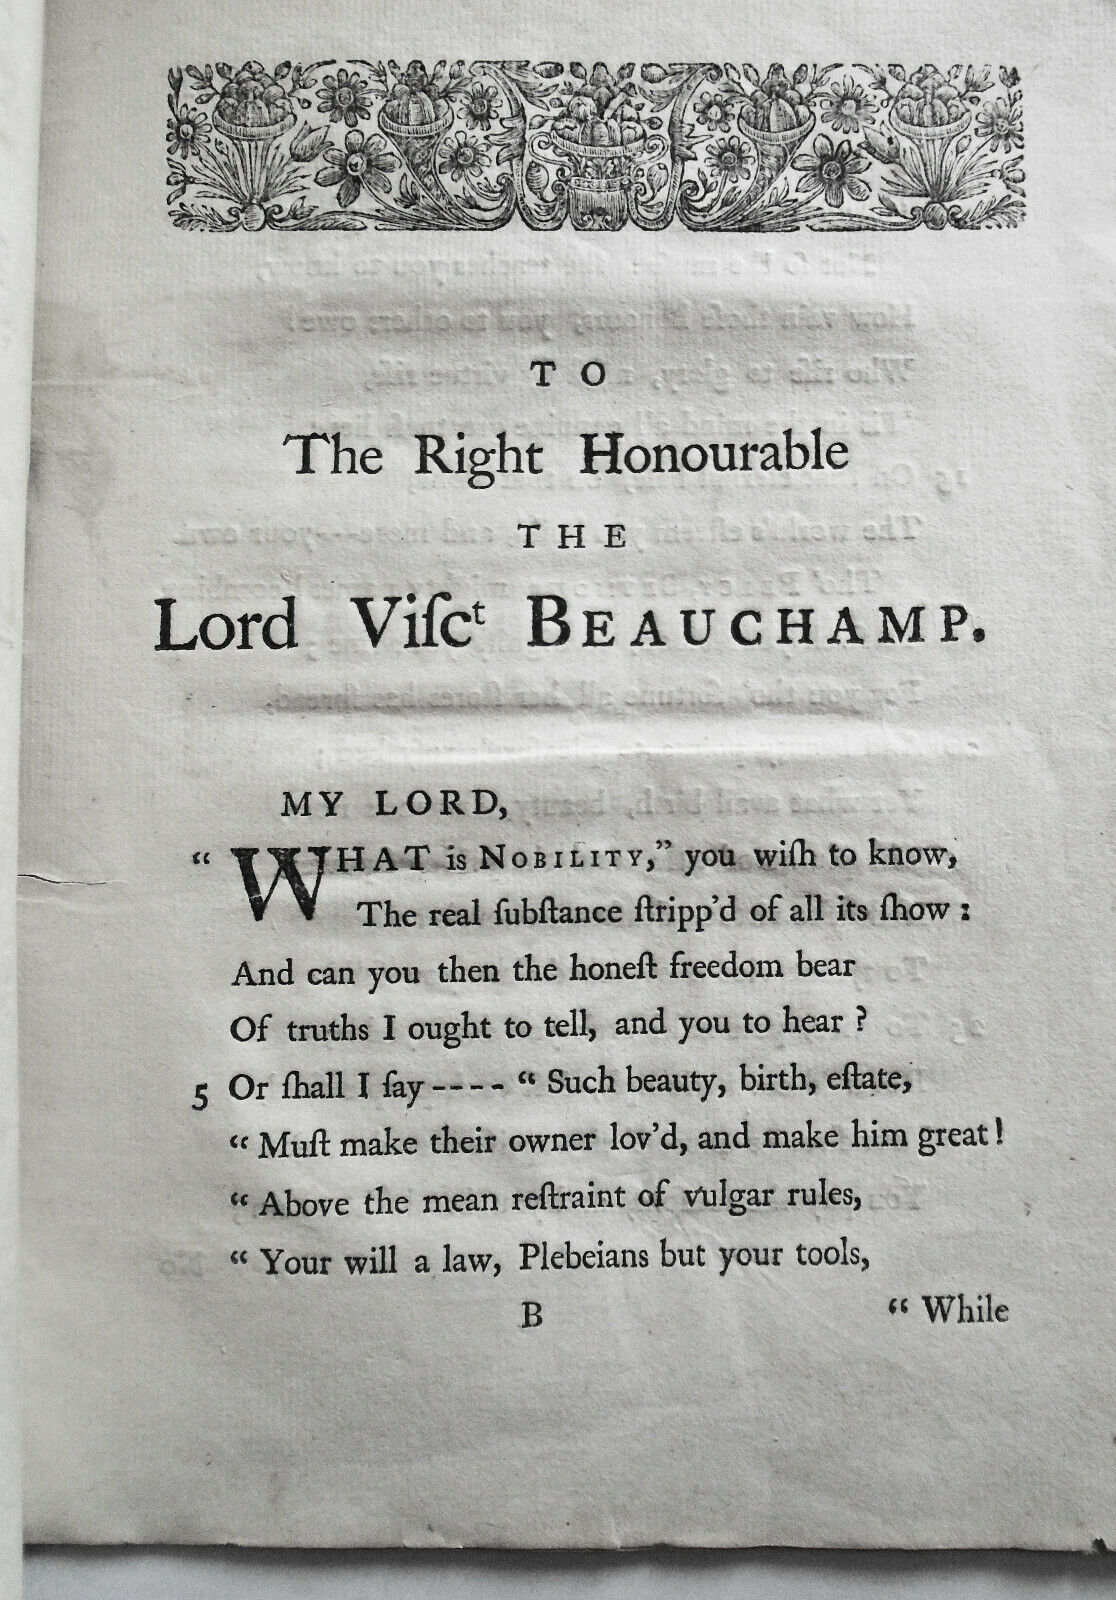 TO
The Right Honourable
THE
Lord Viſcᵗ BEAUCHAMP.
MY LORD,
“ WHAT is NOBILITY,” you wiſh to know,
The real ſubſtance ſtripp’d of all its ſhow :
And can you then the honeſt freedom bear
Of truths I ought to tell, and you to hear ?
5 Or ſhall I ſay ---- “ Such beauty, birth, eſtate,
“ Muſt make their owner lov’d, and make him great !
“ Above the mean reſtraint of vulgar rules,
“ Your will a law, Plebeians but your tools,
B “ While